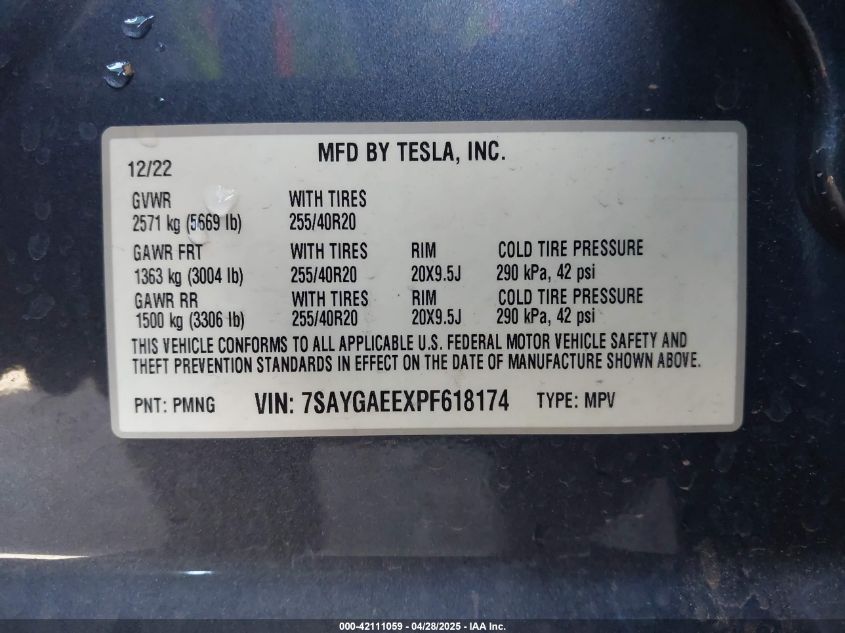 MFD BY TESLA, INC.
12/22
GVWR WITH TIRES
2571 kg (5669 lb) 255/40R20
GAWR FRT WITH TIRES RIM COLD TIRE PRESSURE
1363 kg (3004 lb) 255/40R20 20X9.5J 290 kPa, 42 psi
GAWR RR WITH TIRES RIM COLD TIRE PRESSURE
1500 kg (3306 lb) 255/40R20 20X9.5J 290 kPa, 42 psi
THIS VEHICLE CONFORMS TO ALL APPLICABLE U.S. FEDERAL MOTOR VEHICLE SAFETY AND
THEFT PREVENTION STANDARDS IN EFFECT ON THE DATE OF MANUFACTURE SHOWN ABOVE.
PNT: PMNG VIN: 7SAYGAEEXPF618174 TYPE: MPV
000-42111059 - 04/28/2025 - IAA Inc.